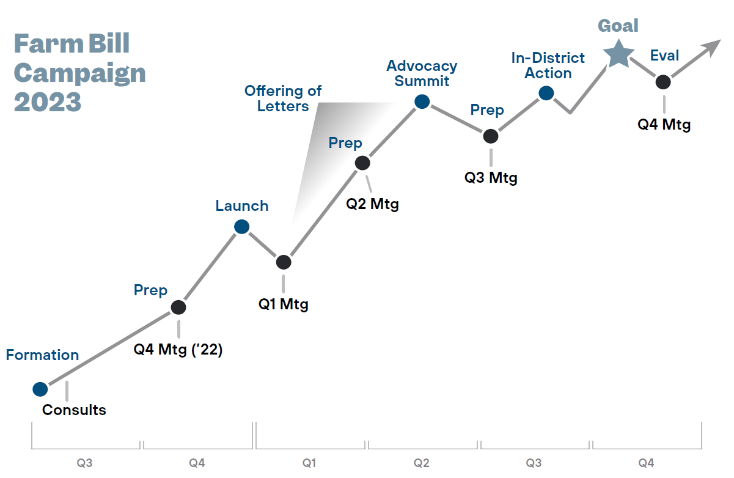 Farm Bill
Campaign
2023
Goal
Eval
Q4 Mtg
In-District
Action
Advocacy
Summit
Prep
Q3 Mtg
Offering of
Letters
Prep
Q2 Mtg
Launch
Q1 Mtg
Prep
Q4 Mtg (‘22)
Formation
Consults
Q3
Q4
Q1
Q2
Q3
Q4